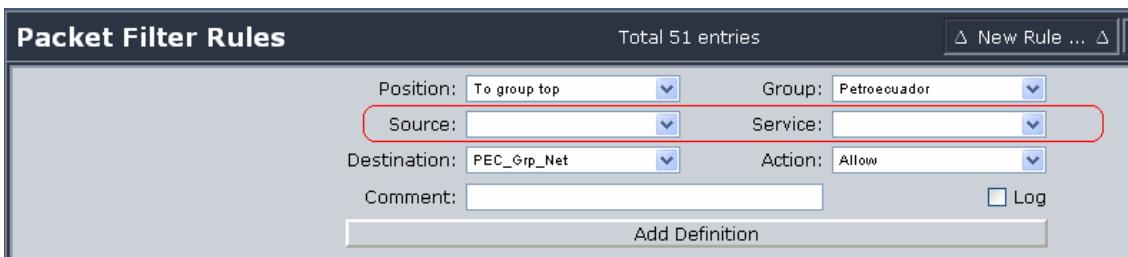 Packet Filter Rules Total 51 entries Δ New Rule ... Δ
Position: To group top Group: Petroecuador
Source: Service:
Destination: PEC_Grp_Net Action: Allow
Comment: Log
Add Definition